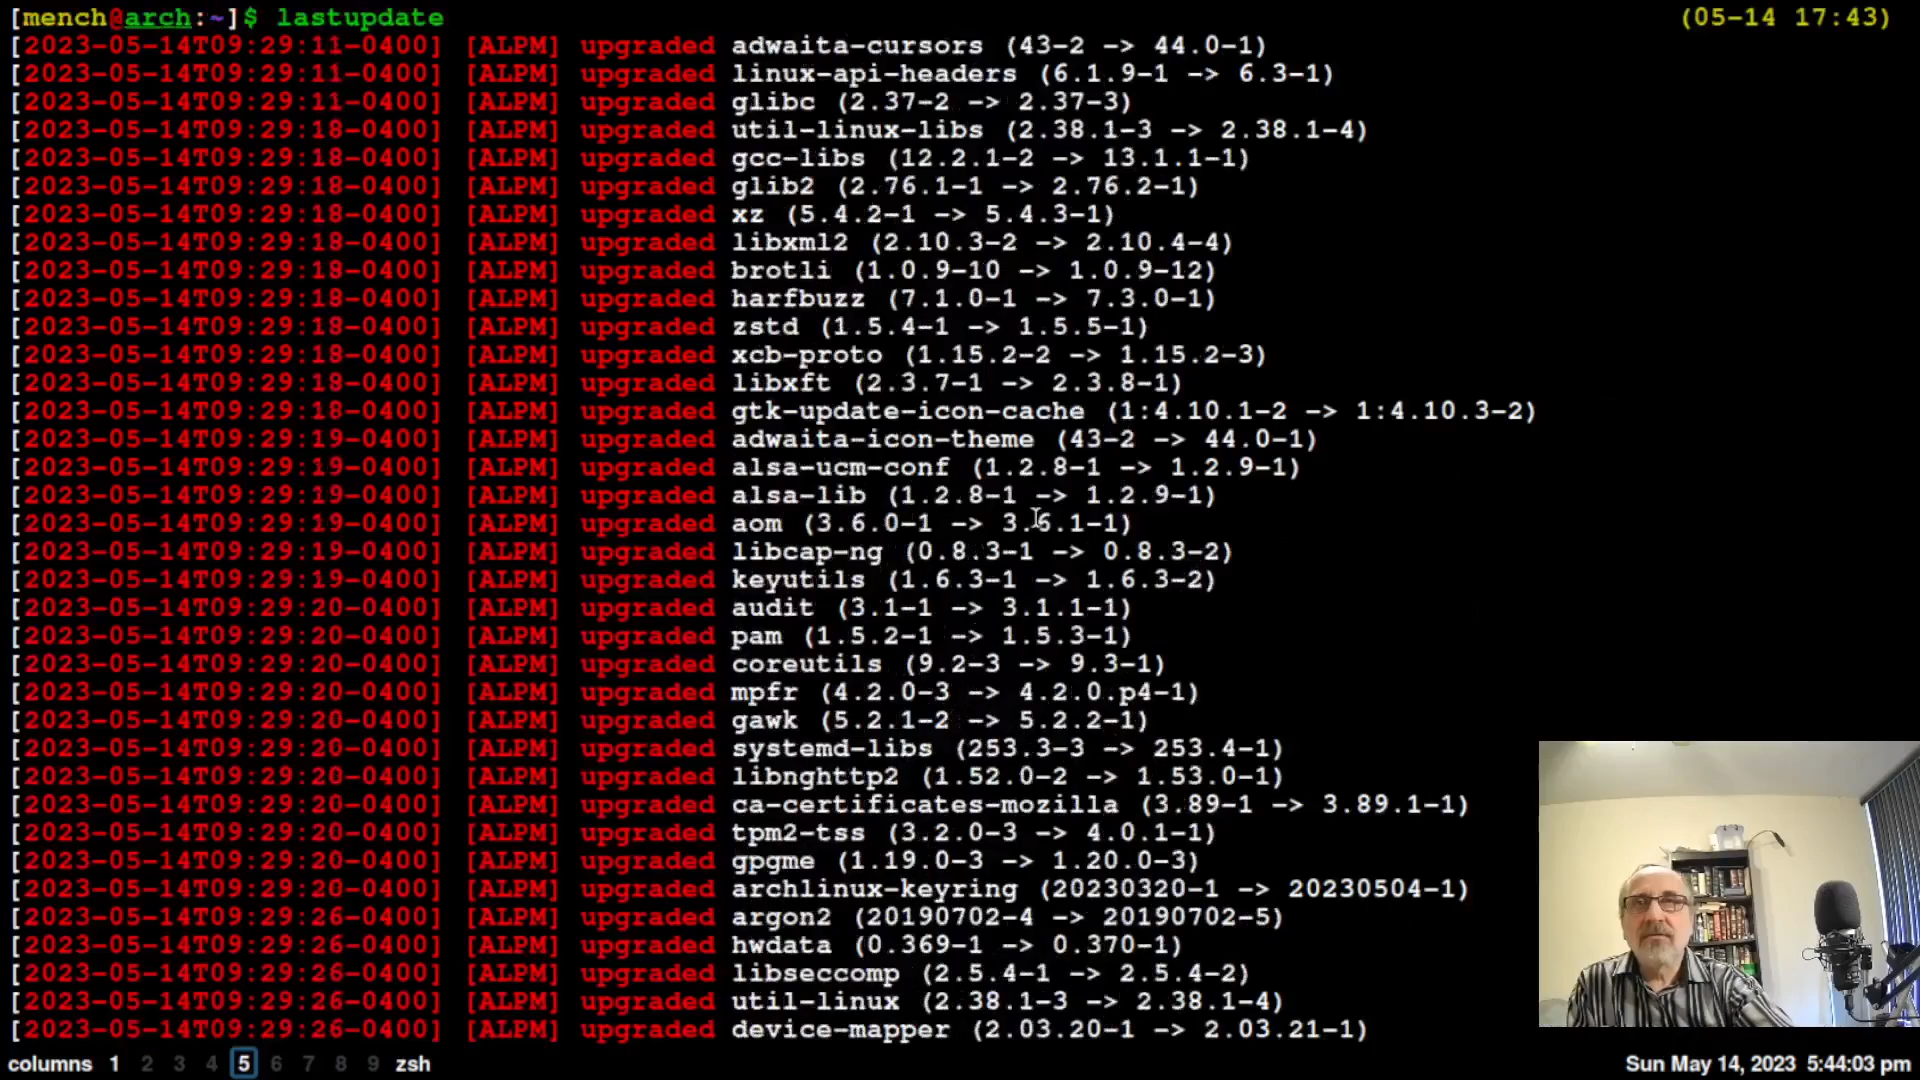 [mench@arch:~]$ lastupdate (05-14 17:43)
[2023-05-14T09:29:11-0400] [ALPM] upgraded adwaita-cursors (43-2 -> 44.0-1)
[2023-05-14T09:29:11-0400] [ALPM] upgraded linux-api-headers (6.1.9-1 -> 6.3-1)
[2023-05-14T09:29:11-0400] [ALPM] upgraded glibc (2.37-2 -> 2.37-3)
[2023-05-14T09:29:18-0400] [ALPM] upgraded util-linux-libs (2.38.1-3 -> 2.38.1-4)
[2023-05-14T09:29:18-0400] [ALPM] upgraded gcc-libs (12.2.1-2 -> 13.1.1-1)
[2023-05-14T09:29:18-0400] [ALPM] upgraded glib2 (2.76.1-1 -> 2.76.2-1)
[2023-05-14T09:29:18-0400] [ALPM] upgraded xz (5.4.2-1 -> 5.4.3-1)
[2023-05-14T09:29:18-0400] [ALPM] upgraded libxml2 (2.10.3-2 -> 2.10.4-4)
[2023-05-14T09:29:18-0400] [ALPM] upgraded brotli (1.0.9-10 -> 1.0.9-12)
[2023-05-14T09:29:18-0400] [ALPM] upgraded harfbuzz (7.1.0-1 -> 7.3.0-1)
[2023-05-14T09:29:18-0400] [ALPM] upgraded zstd (1.5.4-1 -> 1.5.5-1)
[2023-05-14T09:29:18-0400] [ALPM] upgraded xcb-proto (1.15.2-2 -> 1.15.2-3)
[2023-05-14T09:29:18-0400] [ALPM] upgraded libxft (2.3.7-1 -> 2.3.8-1)
[2023-05-14T09:29:18-0400] [ALPM] upgraded gtk-update-icon-cache (1:4.10.1-2 -> 1:4.10.3-2)
[2023-05-14T09:29:19-0400] [ALPM] upgraded adwaita-icon-theme (43-2 -> 44.0-1)
[2023-05-14T09:29:19-0400] [ALPM] upgraded alsa-ucm-conf (1.2.8-1 -> 1.2.9-1)
[2023-05-14T09:29:19-0400] [ALPM] upgraded alsa-lib (1.2.8-1 -> 1.2.9-1)
[2023-05-14T09:29:19-0400] [ALPM] upgraded aom (3.6.0-1 -> 3.6.1-1)
[2023-05-14T09:29:19-0400] [ALPM] upgraded libcap-ng (0.8.3-1 -> 0.8.3-2)
[2023-05-14T09:29:19-0400] [ALPM] upgraded keyutils (1.6.3-1 -> 1.6.3-2)
[2023-05-14T09:29:20-0400] [ALPM] upgraded audit (3.1-1 -> 3.1.1-1)
[2023-05-14T09:29:20-0400] [ALPM] upgraded pam (1.5.2-1 -> 1.5.3-1)
[2023-05-14T09:29:20-0400] [ALPM] upgraded coreutils (9.2-3 -> 9.3-1)
[2023-05-14T09:29:20-0400] [ALPM] upgraded mpfr (4.2.0-3 -> 4.2.0.p4-1)
[2023-05-14T09:29:20-0400] [ALPM] upgraded gawk (5.2.1-2 -> 5.2.2-1)
[2023-05-14T09:29:20-0400] [ALPM] upgraded systemd-libs (253.3-3 -> 253.4-1)
[2023-05-14T09:29:20-0400] [ALPM] upgraded libnghttp2 (1.52.0-2 -> 1.53.0-1)
[2023-05-14T09:29:20-0400] [ALPM] upgraded ca-certificates-mozilla (3.89-1 -> 3.89.1-1)
[2023-05-14T09:29:20-0400] [ALPM] upgraded tpm2-tss (3.2.0-3 -> 4.0.1-1)
[2023-05-14T09:29:20-0400] [ALPM] upgraded gpgme (1.19.0-3 -> 1.20.0-3)
[2023-05-14T09:29:20-0400] [ALPM] upgraded archlinux-keyring (20230320-1 -> 20230504-1)
[2023-05-14T09:29:26-0400] [ALPM] upgraded argon2 (20190702-4 -> 20190702-5)
[2023-05-14T09:29:26-0400] [ALPM] upgraded hwdata (0.369-1 -> 0.370-1)
[2023-05-14T09:29:26-0400] [ALPM] upgraded libseccomp (2.5.4-1 -> 2.5.4-2)
[2023-05-14T09:29:26-0400] [ALPM] upgraded util-linux (2.38.1-3 -> 2.38.1-4)
[2023-05-14T09:29:26-0400] [ALPM] upgraded device-mapper (2.03.20-1 -> 2.03.21-1)
columns 1 2 3 4 5 6 7 8 9 zsh Sun May 14, 2023 5:44:03 pm